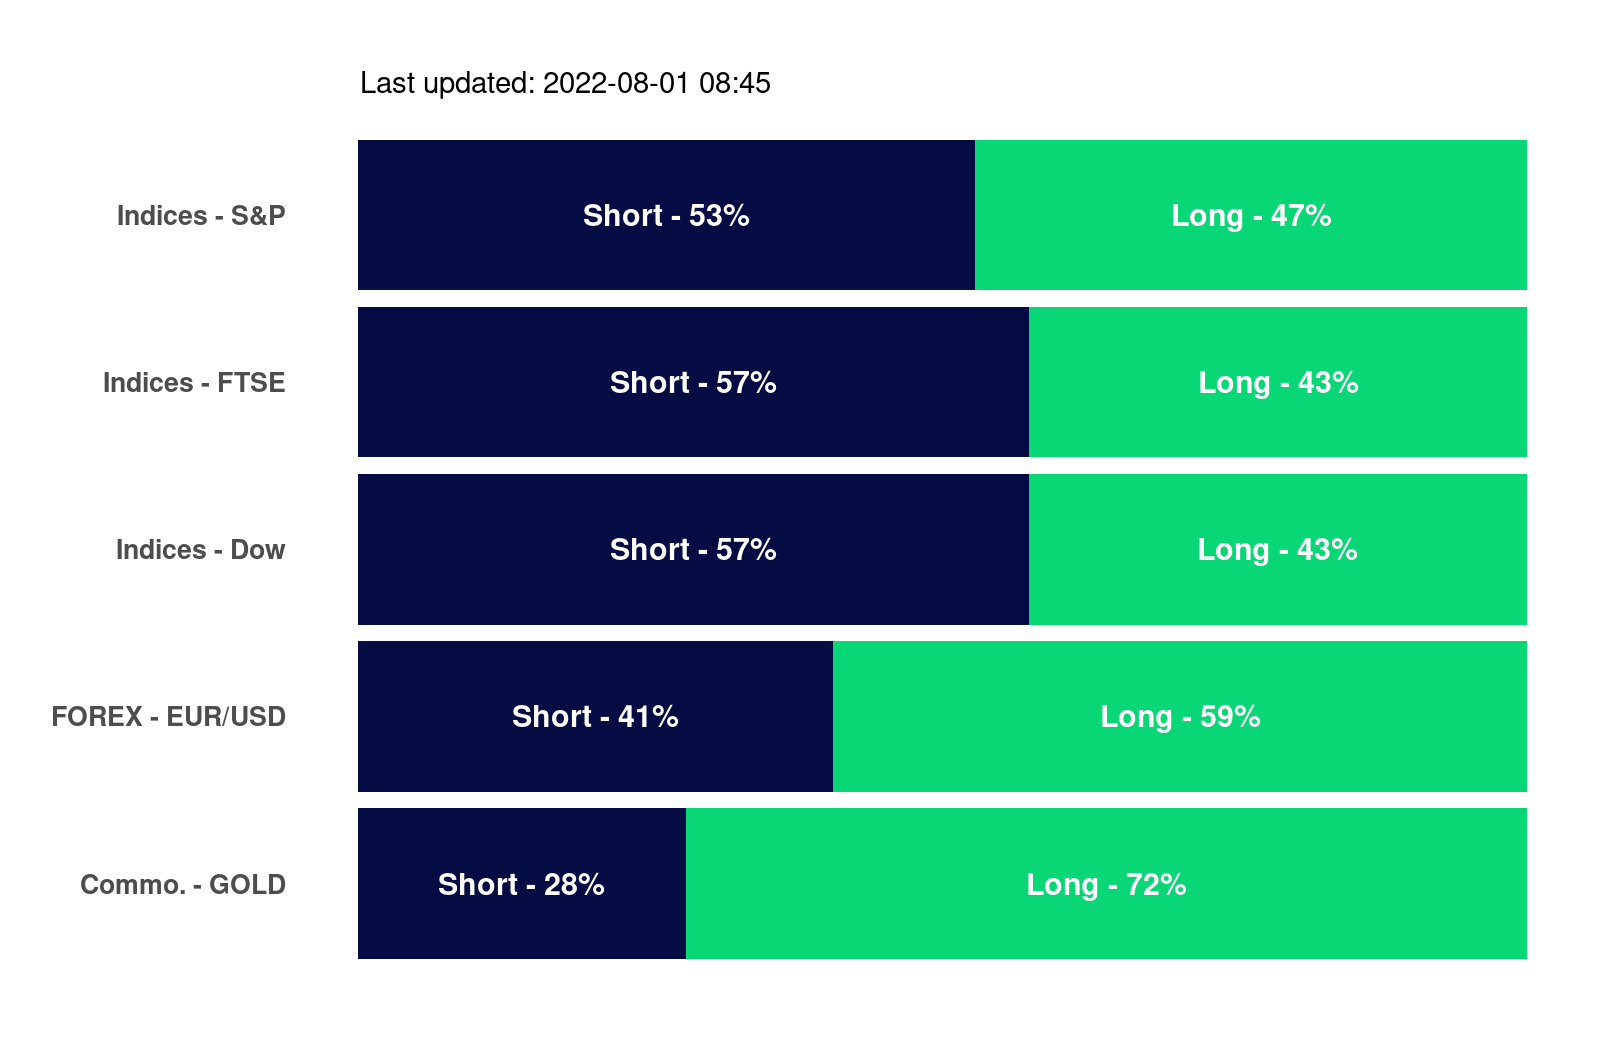 Last updated: 2022-08-01 08:45
Indices - S&P Short - 53% Long - 47%
Indices - FTSE Short - 57% Long - 43%
Indices - Dow Short - 57% Long - 43%
FOREX - EUR/USD Short - 41% Long - 59%
Commo. - GOLD Short - 28% Long - 72%